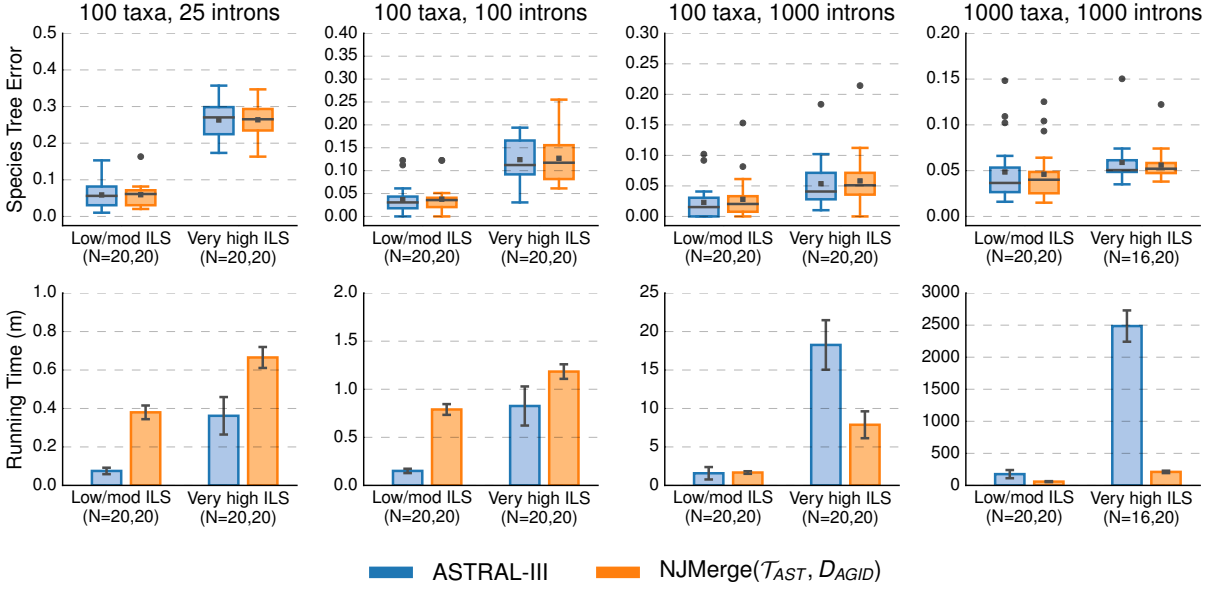 100 taxa, 25 introns
100 taxa, 100 introns
100 taxa, 1000 introns
1000 taxa, 1000 introns
Species Tree Error
0.5
0.4
0.3
0.2
0.1
0.0
Low/mod ILS
(N=20,20)
Very high ILS
(N=20,20)
0.40
0.35
0.30
0.25
0.20
0.15
0.10
0.05
0.00
Low/mod ILS
(N=20,20)
Very high ILS
(N=20,20)
0.30
0.25
0.20
0.15
0.10
0.05
0.00
Low/mod ILS
(N=20,20)
Very high ILS
(N=20,20)
0.20
0.15
0.10
0.05
0.00
Low/mod ILS
(N=20,20)
Very high ILS
(N=16,20)
Running Time (m)
1.0
0.8
0.6
0.4
0.2
0.0
Low/mod ILS
(N=20,20)
Very high ILS
(N=20,20)
2.0
1.5
1.0
0.5
0.0
Low/mod ILS
(N=20,20)
Very high ILS
(N=20,20)
25
20
15
10
5
0
Low/mod ILS
(N=20,20)
Very high ILS
(N=20,20)
3000
2500
2000
1500
1000
500
0
Low/mod ILS
(N=20,20)
Very high ILS
(N=16,20)
ASTRAL-III
NJMerge(𝒯AST, DAGID)